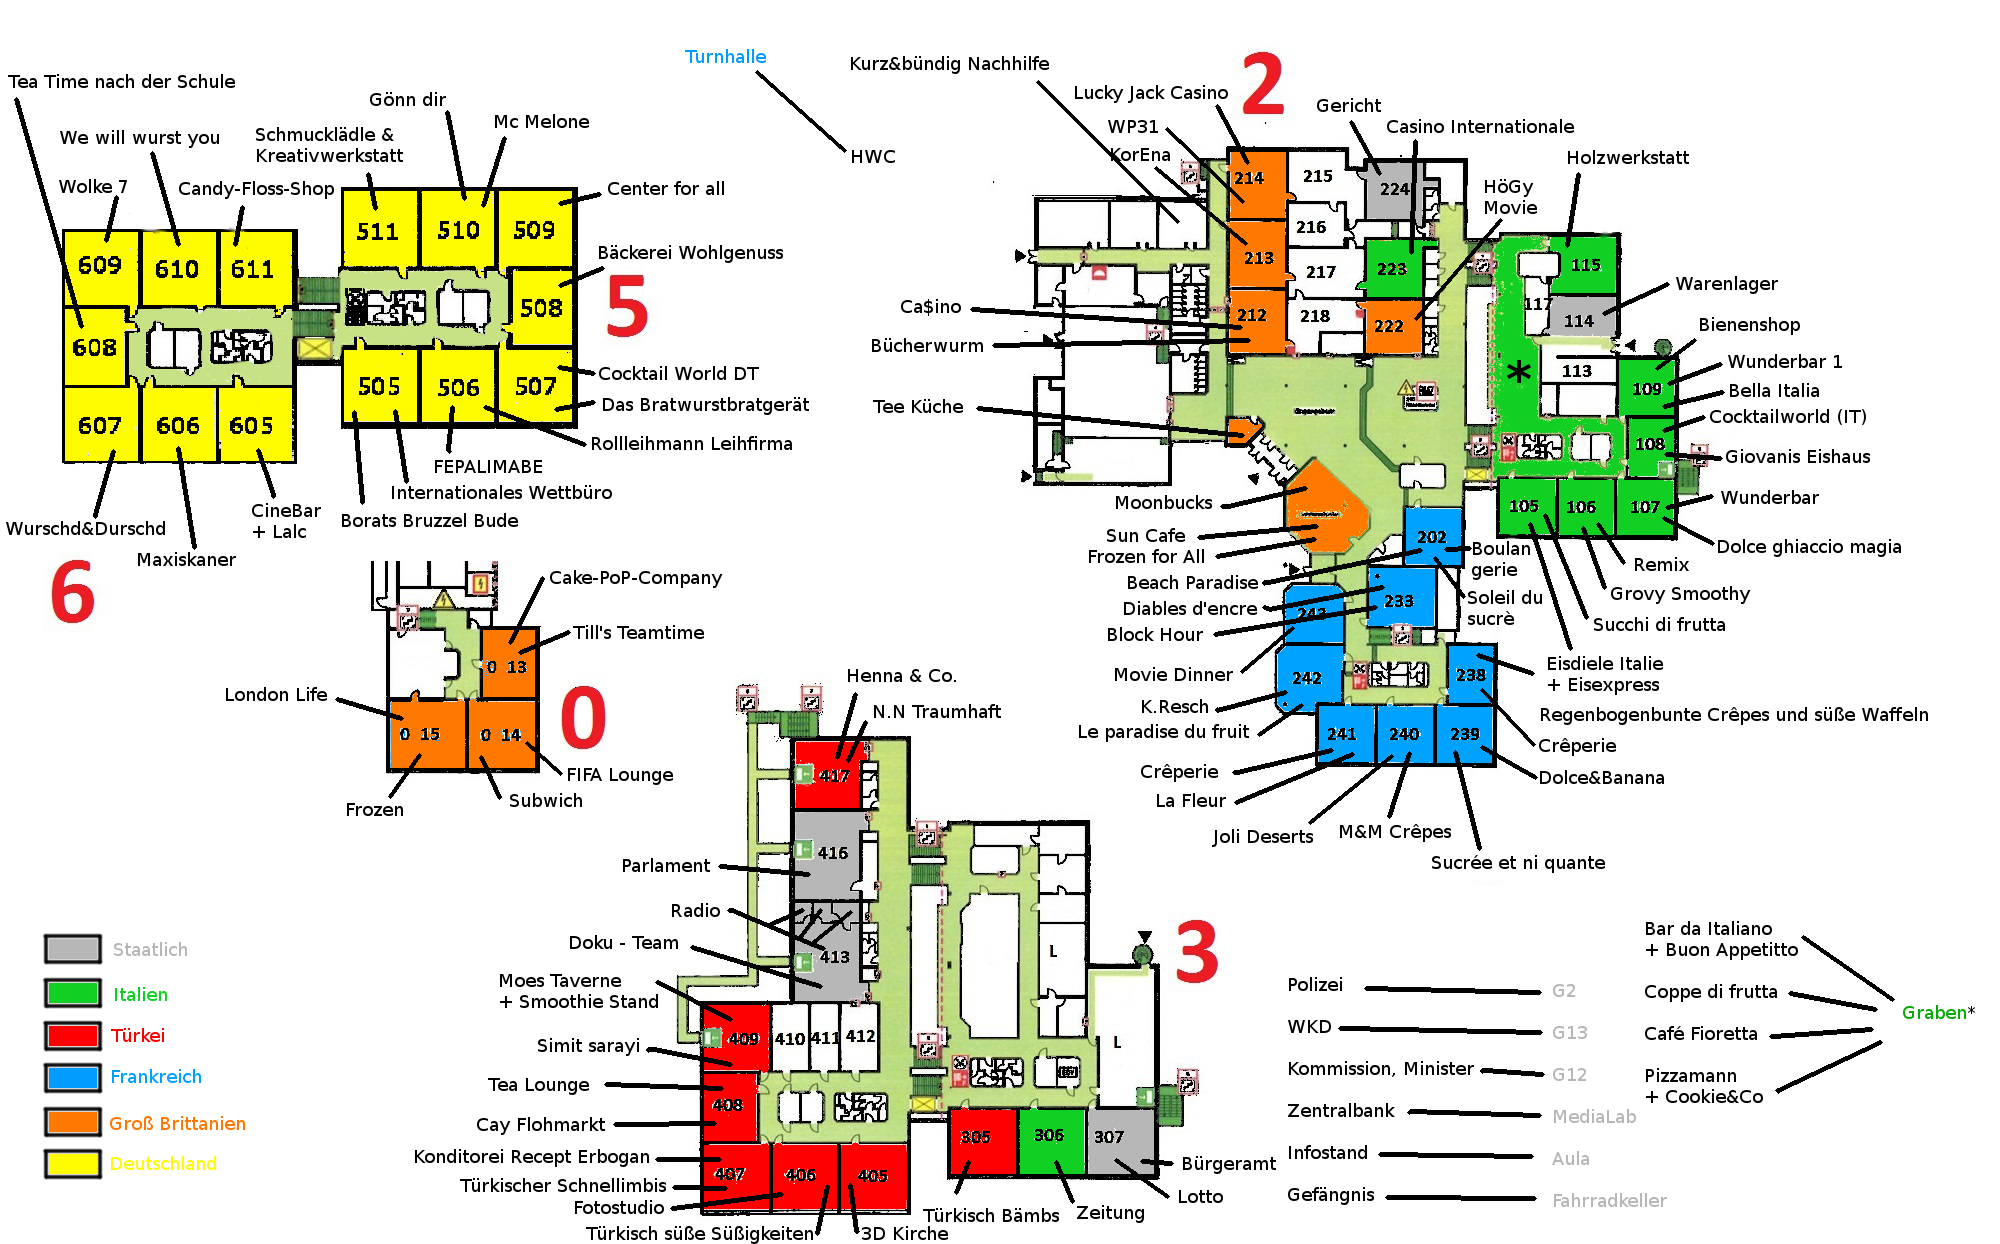 Tea Time nach der Schule
We will wurst you
Wolke 7
Candy-Floss-Shop
Schmucklädle &
Kreativwerkstatt
Gönn dir
Mc Melone
Center for all
Bäckerei Wohlgenuss
609
610
611
608
607
606
605
511
510
509
508
505
506
507
5
Cocktail World DT
Das Bratwurstbratgerät
Rollleihmann Leihfirma
FEPALIMABE
Internationales Wettbüro
Borats Bruzzel Bude
CineBar
+ Lalc
Wurschd&Durschd
Maxiskaner
6
Turnhalle
HWC
Kurz&bündig Nachhilfe
Lucky Jack Casino
2
WP31
KorEna
Gericht
Casino Internationale
Holzwerkstatt
HöGy
Movie
214
215
224
216
213
217
223
212
218
222
115
117
114
113
109
108
105
106
107
*
Warenlager
Bienenshop
Wunderbar 1
Bella Italia
Cocktailworld (IT)
Giovanis Eishaus
Wunderbar
Dolce ghiaccio magia
Remix
Grovy Smoothy
Succhi di frutta
Eisdiele Italie
+ Eisexpress
Ca$ino
Bücherwurm
Tee Küche
Moonbucks
Sun Cafe
Frozen for All
Beach Paradise
Diables d'encre
Block Hour
Movie Dinner
K.Resch
Le paradise du fruit
Crêperie
La Fleur
Joli Deserts
M&M Crêpes
Sucrée et ni quante
Dolce&Banana
Crêperie
Regenbogenbunte Crêpes und süße Waffeln
Boulan
gerie
Soleil du
sucrè
202
233
243
242
238
241
240
239
Cake-PoP-Company
Till's Teamtime
London Life
Frozen
Subwich
FIFA Lounge
0 13
0 15
0 14
0
Henna & Co.
N.N Traumhaft
Parlament
Radio
Doku - Team
Moes Taverne
+ Smoothie Stand
Simit sarayi
Tea Lounge
Cay Flohmarkt
Konditorei Recept Erbogan
Türkischer Schnellimbis
Fotostudio
Türkisch süße Süßigkeiten
3D Kirche
Türkisch Bämbs
Zeitung
Lotto
Bürgeramt
417
416
413
409
410
411
412
408
407
406
405
305
306
307
L
L
3
Staatlich
Italien
Türkei
Frankreich
Groß Brittanien
Deutschland
Polizei
G2
WKD
G13
Kommission, Minister
G12
Zentralbank
MediaLab
Infostand
Aula
Gefängnis
Fahrradkeller
Bar da Italiano
+ Buon Appetitto
Coppe di frutta
Café Fioretta
Pizzamann
+ Cookie&Co
Graben*